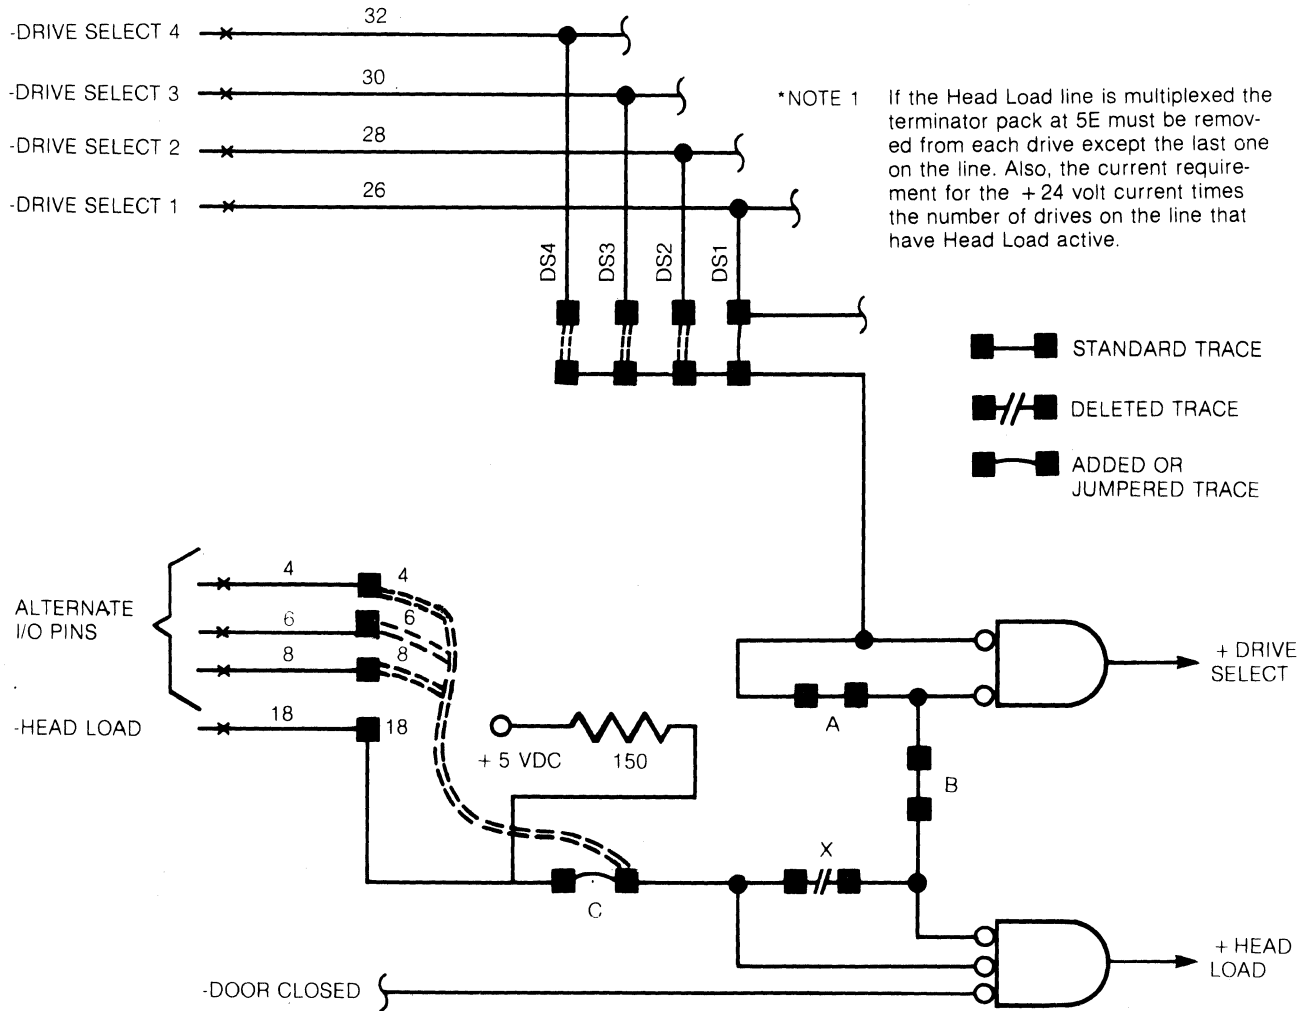 -DRIVE SELECT 4
32
-DRIVE SELECT 3
30
-DRIVE SELECT 2
28
-DRIVE SELECT 1
26
*NOTE 1
If the Head Load line is multiplexed the
terminator pack at 5E must be remov-
ed from each drive except the last one
on the line. Also, the current require-
ment for the + 24 volt current times
the number of drives on the line that
have Head Load active.
DS4
DS3
DS2
DS1
STANDARD TRACE
DELETED TRACE
ADDED OR
JUMPERED TRACE
ALTERNATE
I/O PINS
4
4
6
6
8
8
-HEAD LOAD
18
18
+ 5 VDC
150
A
B
C
X
+ DRIVE
SELECT
+ HEAD
LOAD
-DOOR CLOSED